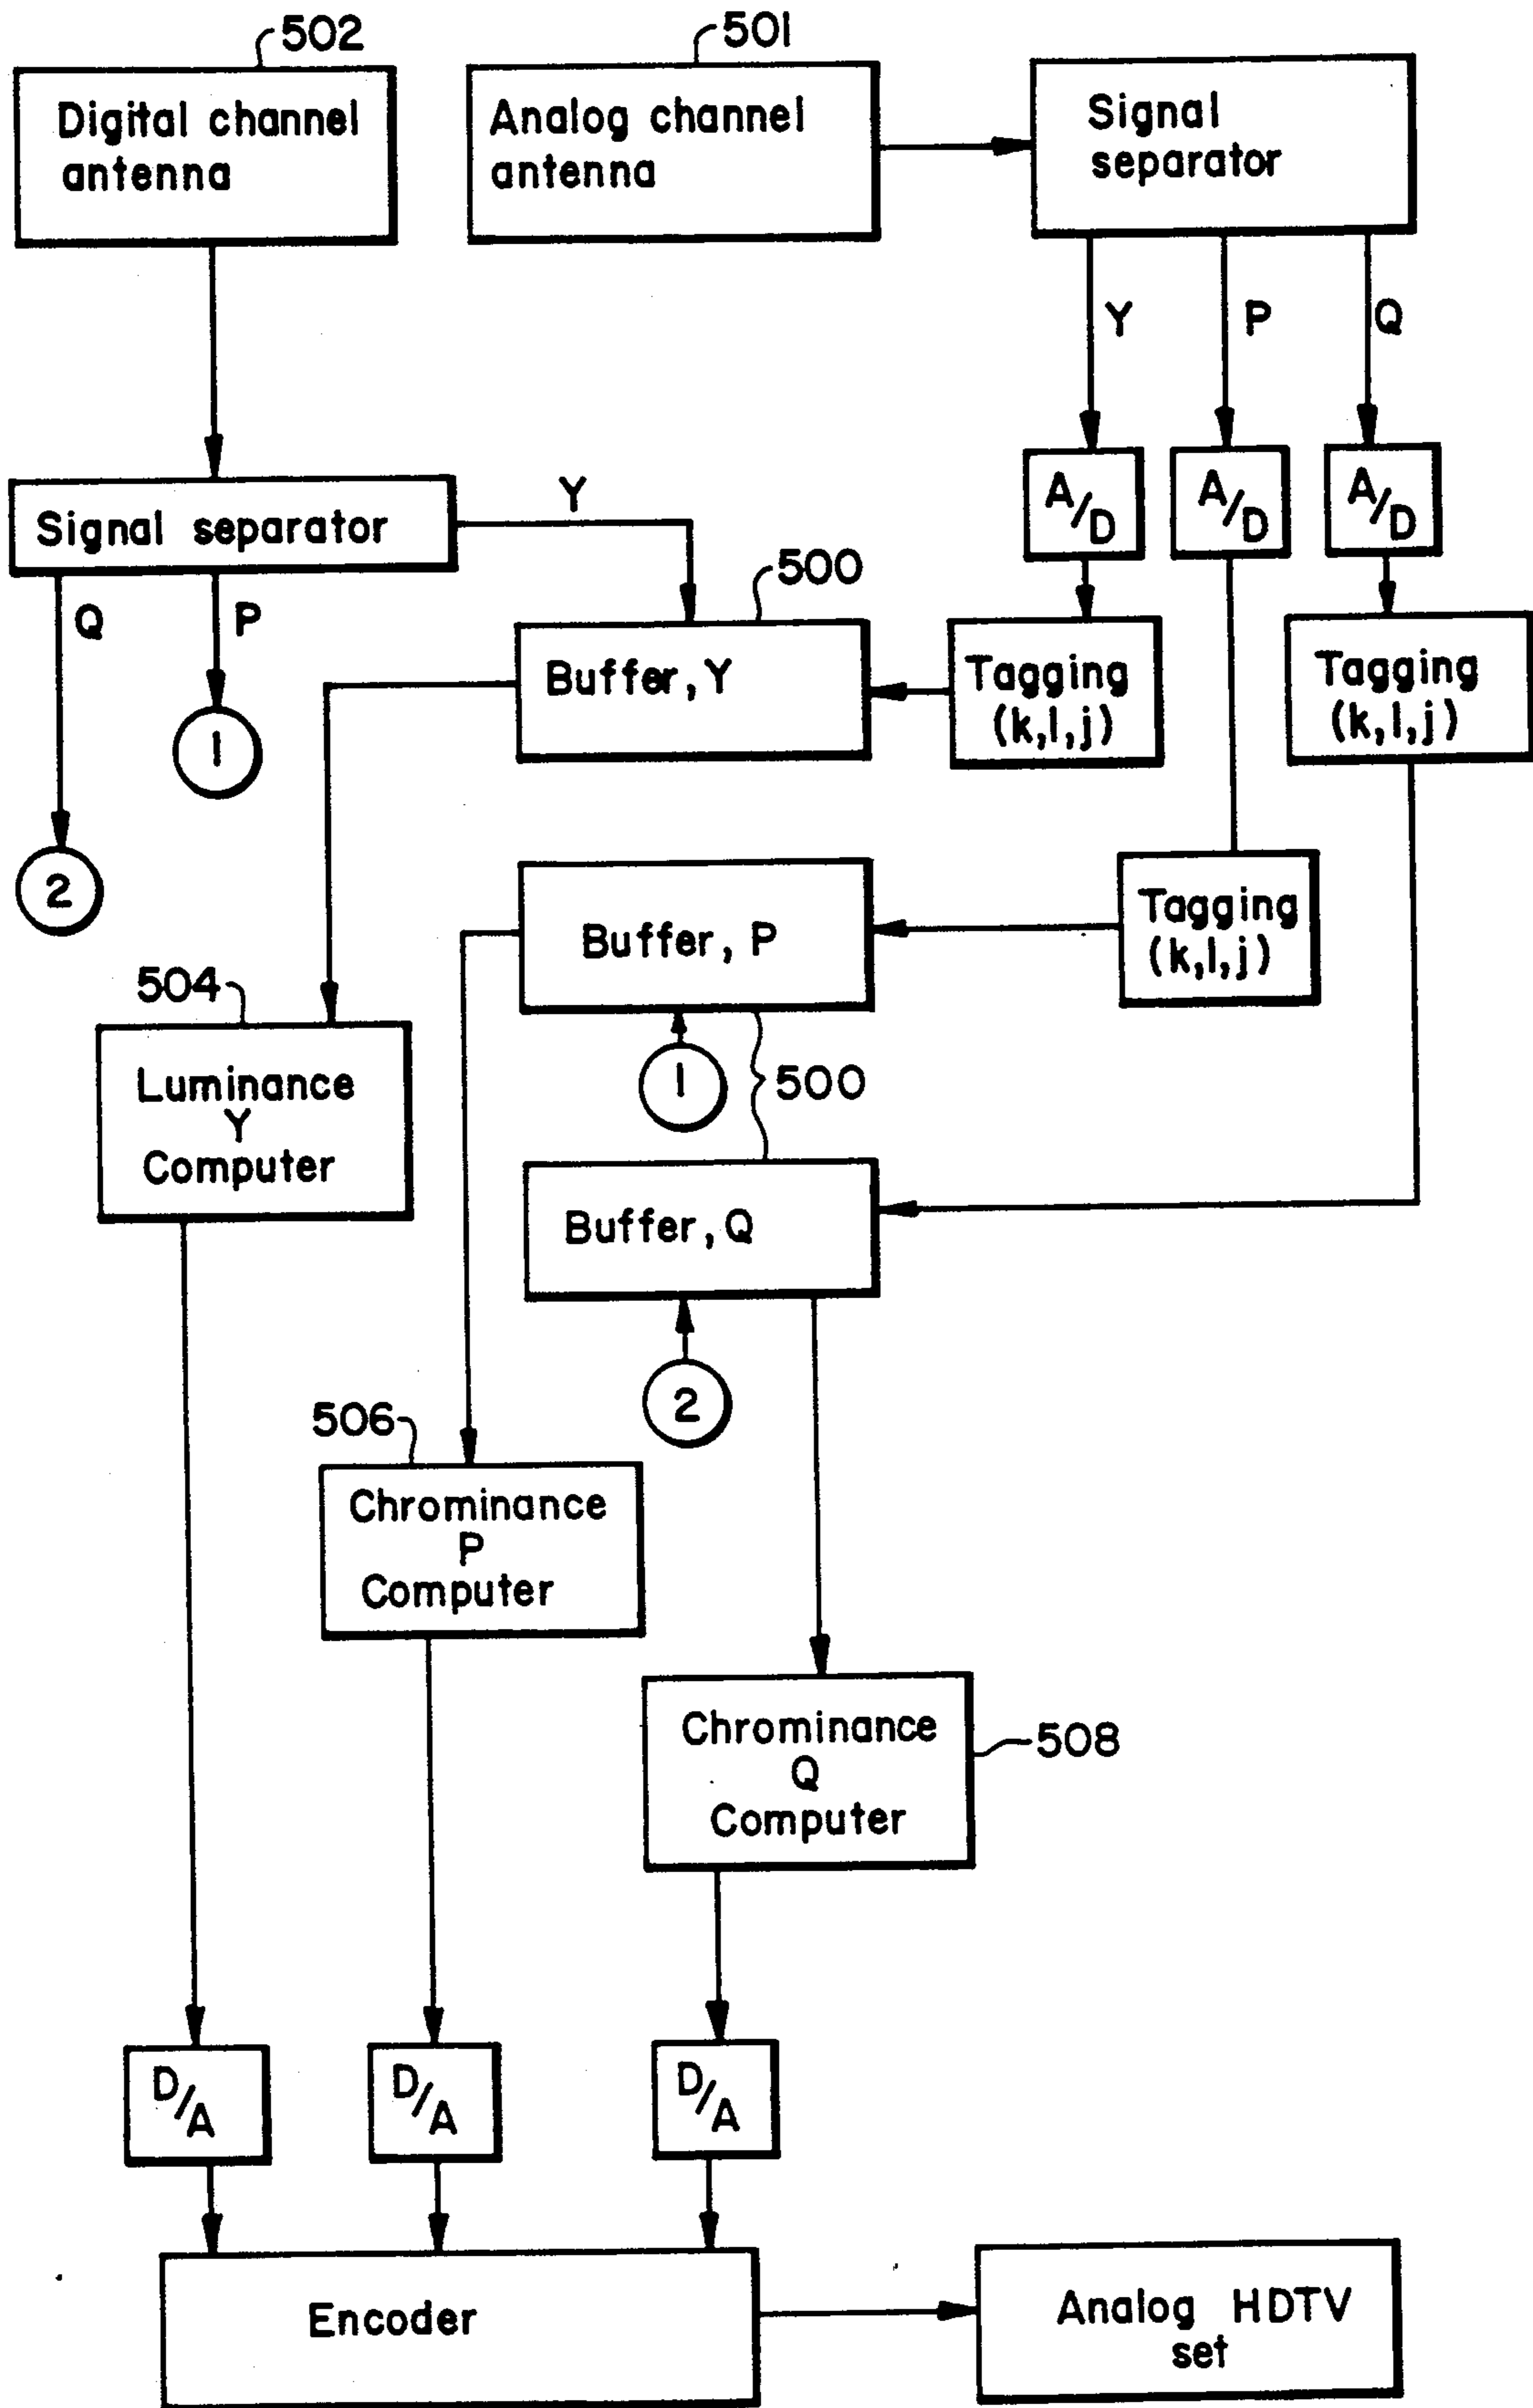 502
501
Digital channel
antenna
Analog channel
antenna
Signal
separator
Y
P
Q
A/D
A/D
A/D
Signal separator
Y
Q
P
500
Buffer, Y
Tagging
(k,l,j)
Tagging
(k,l,j)
1
2
Buffer, P
Tagging
(k,l,j)
504
1
500
Luminance
Y
Computer
Buffer, Q
2
506
Chrominance
P
Computer
Chrominance
Q
Computer
508
D/A
D/A
D/A
Encoder
Analog HDTV
set